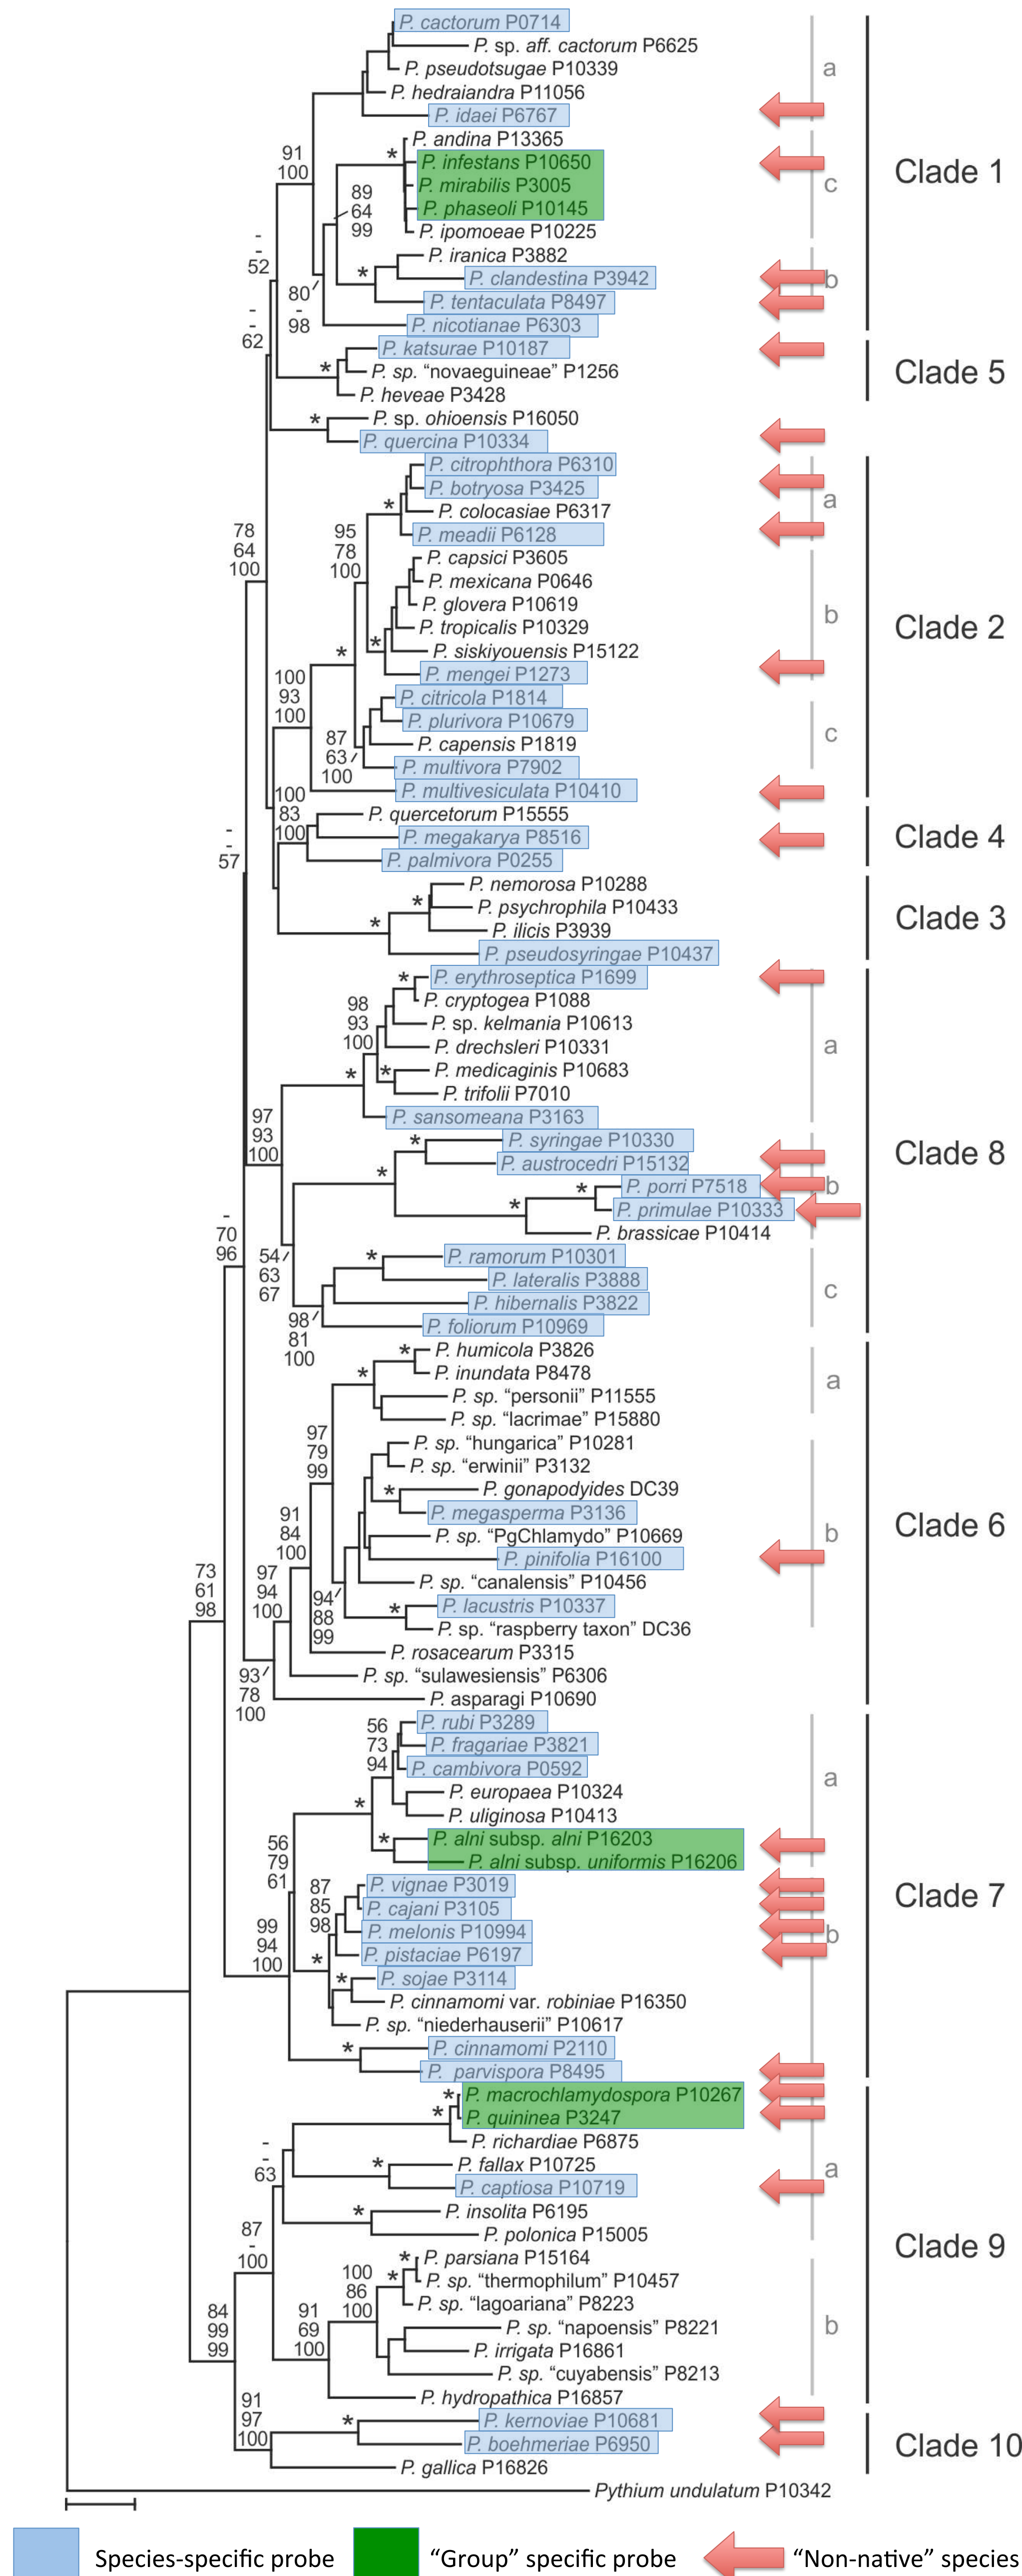 P. cactorum P0714
P. sp. aff. cactorum P6625
P. pseudotsugae P10339
a
P. hedraiandra P11056
P. idaei P6767
P. andina P13365
91
100
*
P. infestans P10650
Clade 1
P. mirabilis P3005
c
89
64
99
P. phaseoli P10145
P. ipomoeae P10225
-
-
52
P. iranica P3882
*
P. clandestina P3942
b
80
-
98
P. tentaculata P8497
-
-
62
P. nicotianae P6303
P. katsurae P10187
*
P. sp. “novaeguineae” P1256
Clade 5
P. heveae P3428
*
P. sp. ohioensis P16050
P. quercina P10334
P. citrophthora P6310
P. botryosa P3425
a
*
P. colocasiae P6317
P. meadii P6128
78
64
100
95
78
100
P. capsici P3605
P. mexicana P0646
P. glovera P10619
b
P. tropicalis P10329
Clade 2
*
*
P. siskiyouensis P15122
P. mengei P1273
100
93
100
P. citricola P1814
P. plurivora P10679
c
87
63
100
P. capensis P1819
P. multivora P7902
P. multivesiculata P10410
100
83
100
P. quercetorum P15555
P. megakarya P8516
Clade 4
-
-
57
P. palmivora P0255
P. nemorosa P10288
*
P. psychrophila P10433
Clade 3
*
P. ilicis P3939
P. pseudosyringae P10437
*
P. erythroseptica P1699
P. cryptogea P1088
98
93
100
P. sp. kelmania P10613
P. drechsleri P10331
a
*
*
P. medicaginis P10683
P. trifolii P7010
P. sansomeana P3163
97
93
100
*
P. syringae P10330
Clade 8
P. austrocedri P15132
*
*
P. porri P7518
b
*
P. primulae P10333
P. brassicae P10414
-
70
96
54
63
67
*
P. ramorum P10301
P. lateralis P3888
c
P. hibernalis P3822
98
81
100
P. foliorum P10969
*
P. humicola P3826
*
P. inundata P8478
a
P. sp. “personii” P11555
P. sp. “lacrimae” P15880
97
79
99
P. sp. “hungarica” P10281
P. sp. “erwinii” P3132
*
P. gonapodyides DC39
P. megasperma P3136
Clade 6
91
84
100
P. sp. “PgChlamydo” P10669
b
P. pinifolia P16100
73
61
98
97
94
100
P. sp. “canalensis” P10456
94
88
99
*
P. lacustris P10337
P. sp. “raspberry taxon” DC36
P. rosacearum P3315
93
78
100
P. sp. “sulawesiensis” P6306
P. asparagi P10690
56
73
94
P. rubi P3289
P. fragariae P3821
P. cambivora P0592
a
P. europaea P10324
*
P. uliginosa P10413
*
P. alni subsp. alni P16203
56
79
61
P. alni subsp. uniformis P16206
87
85
98
P. vignae P3019
Clade 7
P. cajani P3105
P. melonis P10994
b
99
94
100
*
P. pistaciae P6197
*
P. sojae P3114
P. cinnamomi var. robiniae P16350
P. sp. “niederhauserii” P10617
*
P. cinnamomi P2110
P. parvispora P8495
*
P. macrochlamydospora P10267
*
P. quininea P3247
P. richardiae P6875
-
-
63
*
P. fallax P10725
a
P. captiosa P10719
*
P. insolita P6195
P. polonica P15005
Clade 9
87
-
100
*
P. parsiana P15164
100
86
100
*
P. sp. “thermophilum” P10457
P. sp. “lagoariana” P8223
84
99
99
91
69
100
P. sp. “napoensis” P8221
b
P. irrigata P16861
P. sp. “cuyabensis” P8213
P. hydropathica P16857
91
97
100
*
P. kernoviae P10681
P. boehmeriae P6950
Clade 10
P. gallica P16826
Pythium undulatum P10342
Species-specific probe
“Group” specific probe
“Non-native” species